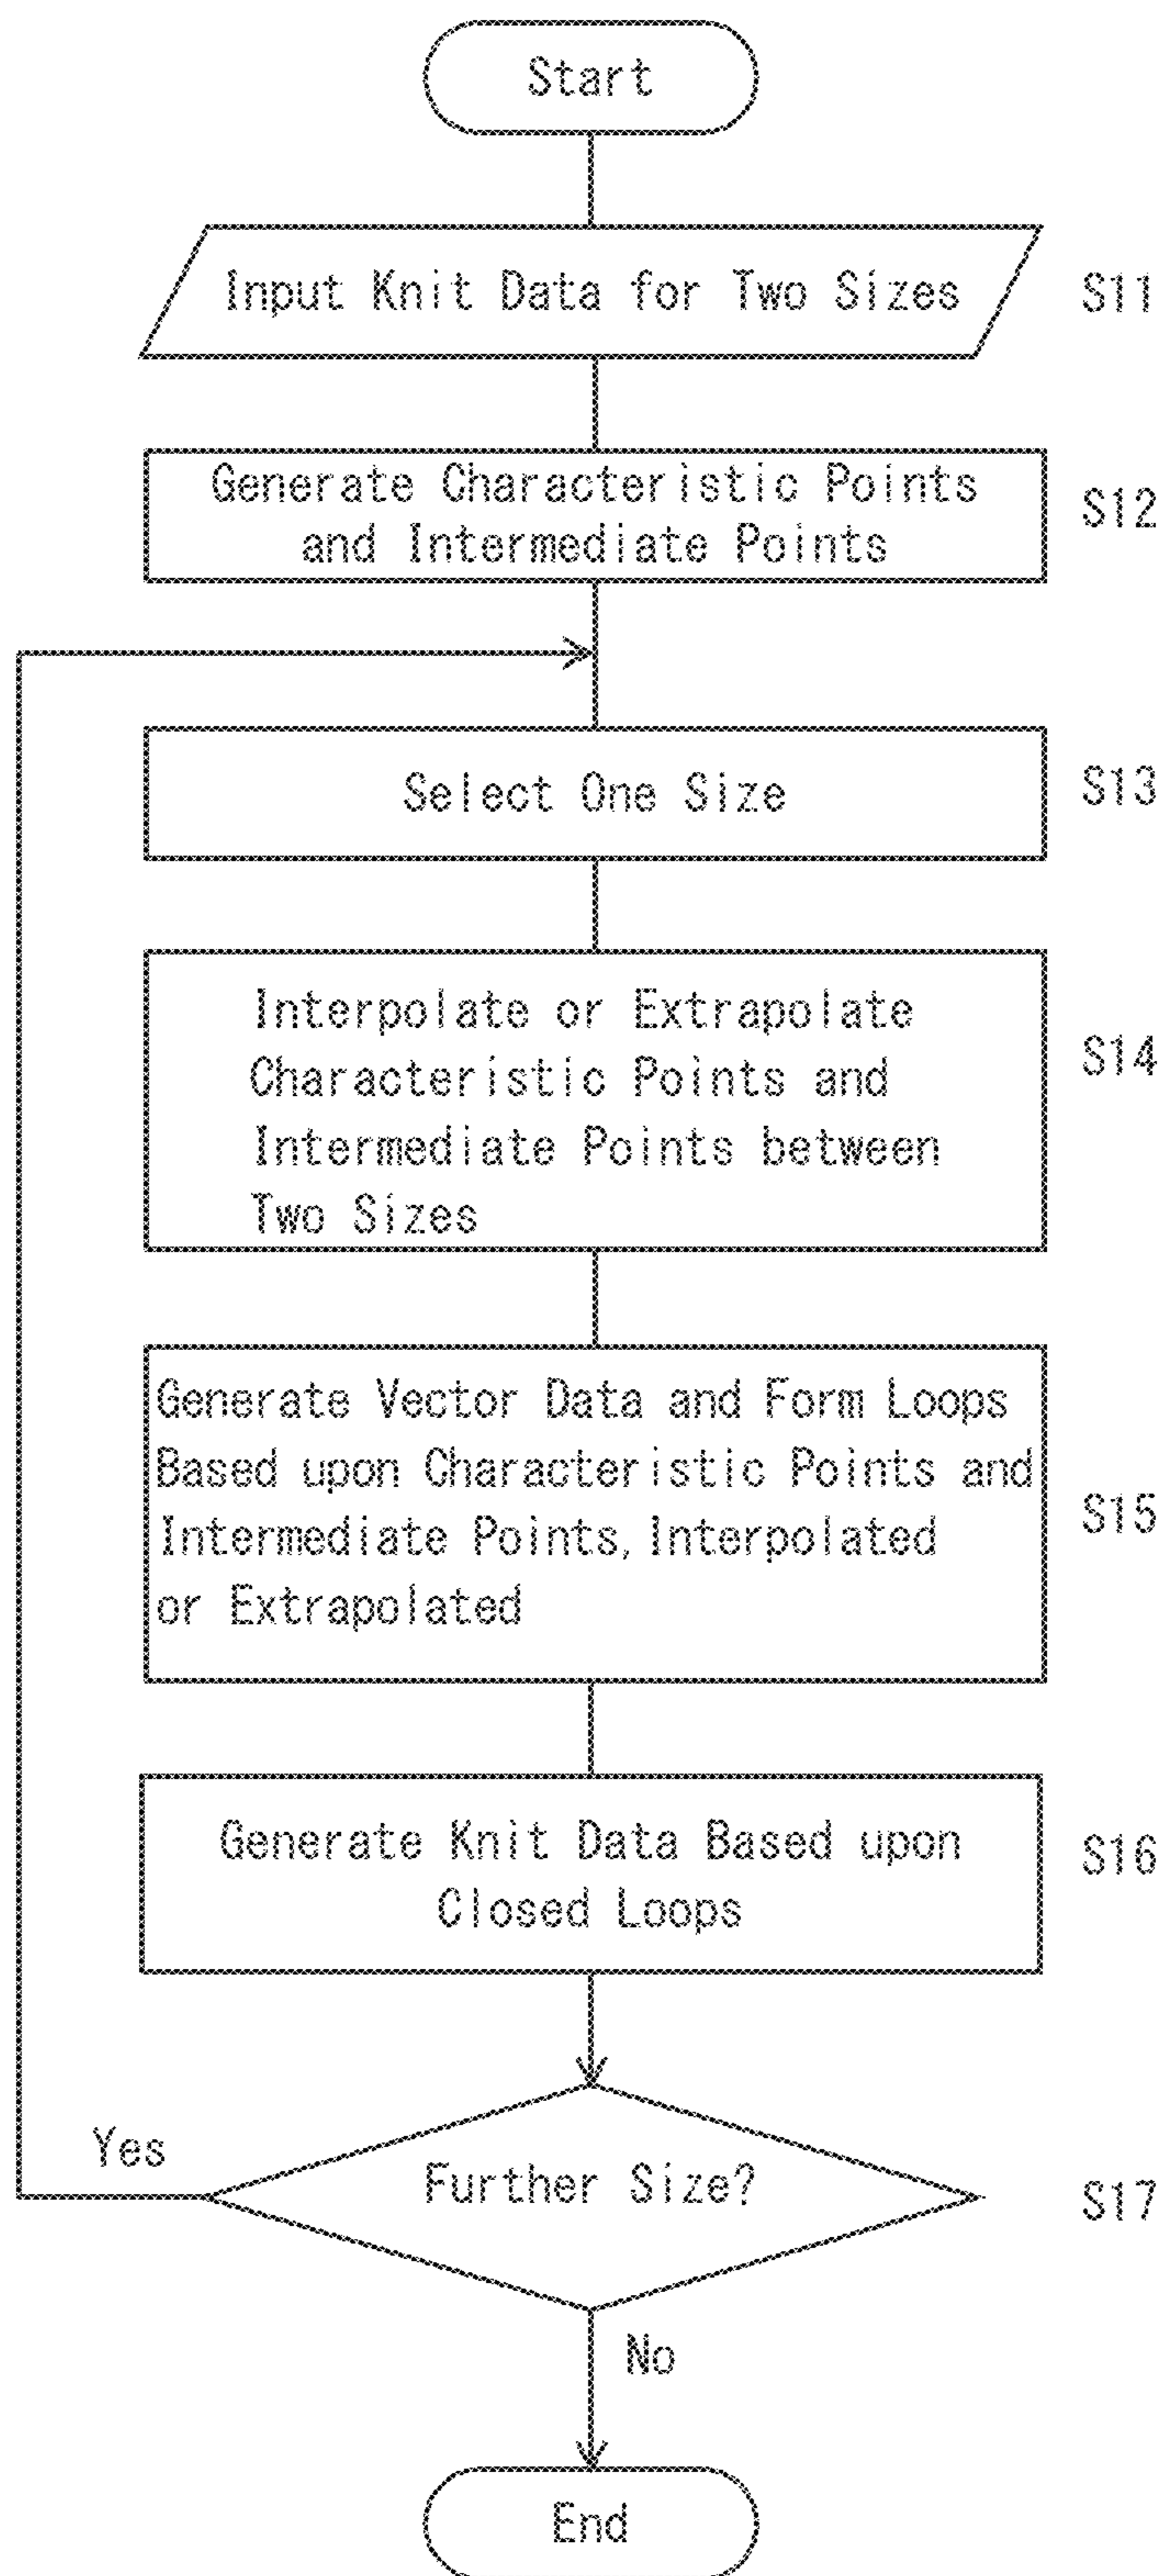 Start
Input Knit Data for Two Sizes
S11
Generate Characteristic Points
and Intermediate Points
S12
Select One Size
S13
Interpolate or Extrapolate
Characteristic Points and
Intermediate Points between
Two Sizes
S14
Generate Vector Data and Form Loops
Based upon Characteristic Points and
Intermediate Points, Interpolated
or Extrapolated
S15
Generate Knit Data Based upon
Closed Loops
S16
Yes
Further Size?
S17
No
End